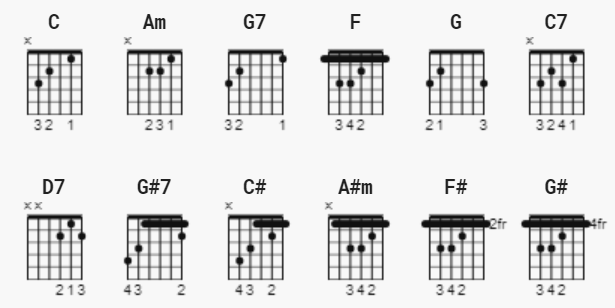 C Am G7 F G C7
x x x
32 1 231 32 1 342 21 3 3241
D7 G#7 C# A#m F# G#
xx x x 2fr 4fr
213 43 2 43 2 342 342 342